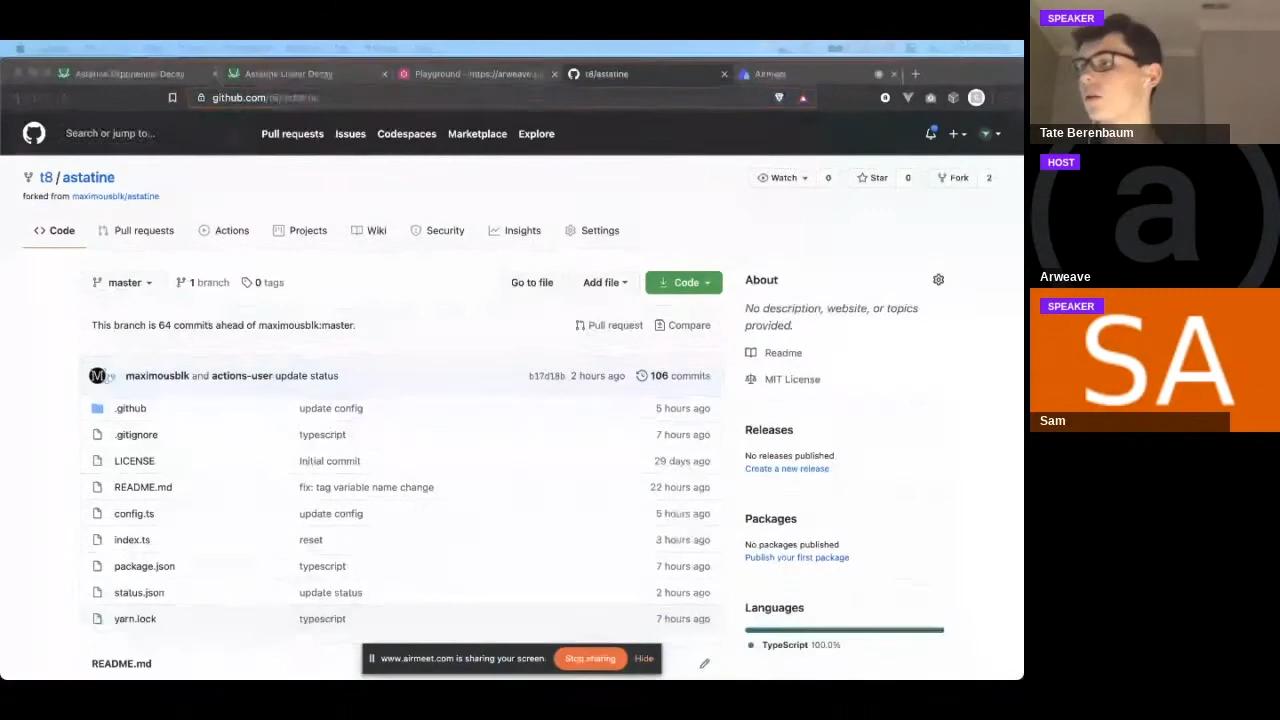 Astatine Exponential Decay
Astatine Linear Decay
Playground - https://arweave.
t8/astatine
Airmeet
github.com/t8/astatine
Search or jump to...
Pull requests
Issues
Codespaces
Marketplace
Explore
t8 / astatine
forked from maximousblk/astatine
Watch
0
Star
0
Fork
2
Code
Pull requests
Actions
Projects
Wiki
Security
Insights
Settings
master
1 branch
0 tags
Go to file
Add file
Code
This branch is 64 commits ahead of maximousblk:master.
Pull request
Compare
M
maximousblk and actions-user update status
b17d18b 2 hours ago
106 commits
.github update config 5 hours ago
.gitignore typescript 7 hours ago
LICENSE Initial commit 29 days ago
README.md fix: tag variable name change 22 hours ago
config.ts update config 5 hours ago
index.ts reset 3 hours ago
package.json typescript 7 hours ago
status.json update status 2 hours ago
yarn.lock typescript 7 hours ago
README.md
About
No description, website, or topics
provided.
Readme
MIT License
Releases
No releases published
Create a new release
Packages
No packages published
Publish your first package
Languages
TypeScript 100.0%
www.airmeet.com is sharing your screen.
Stop sharing
Hide
SPEAKER
Tate Berenbaum
HOST
a
Arweave
SPEAKER
SA
Sam